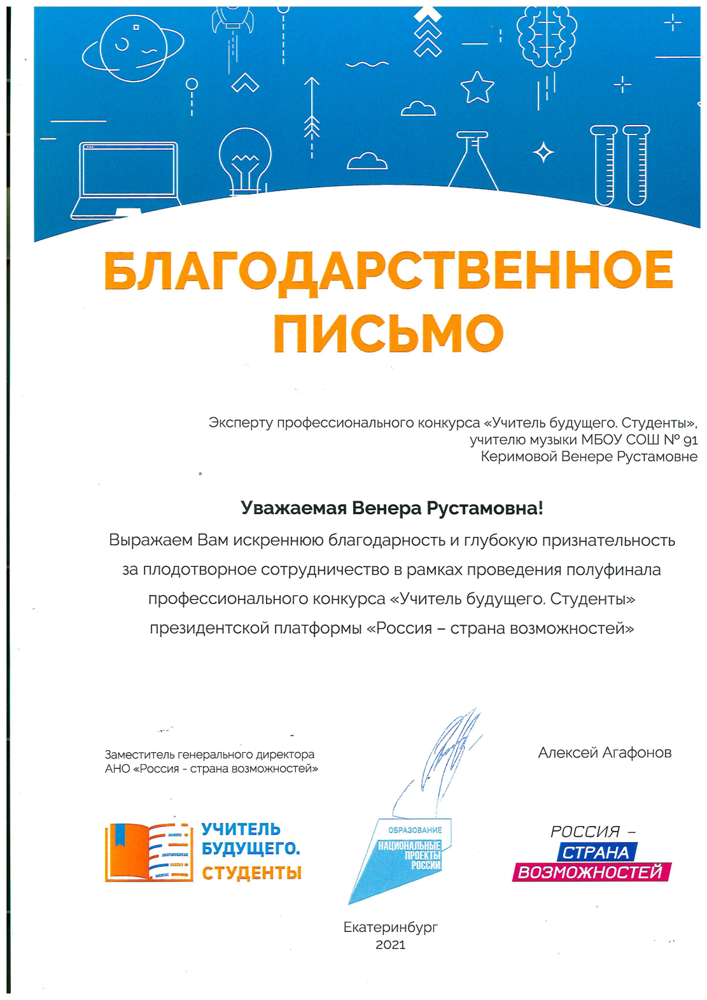 БЛАГОДАРСТВЕННОЕ
ПИСЬМО
Эксперту профессионального конкурса «Учитель будущего. Студенты»,
учителю музыки МБОУ СОШ № 91
Керимовой Венере Рустамовне
Уважаемая Венера Рустамовна!
Выражаем Вам искреннюю благодарность и глубокую признательность
за плодотворное сотрудничество в рамках проведения полуфинала
профессионального конкурса «Учитель будущего. Студенты»
президентской платформы «Россия – страна возможностей»
Заместитель генерального директора
АНО «Россия - страна возможностей»
Алексей Агафонов
УЧИТЕЛЬ
БУДУЩЕГО.
СТУДЕНТЫ
ОБРАЗОВАНИЕ
НАЦИОНАЛЬНЫЕ
ПРОЕКТЫ
РОССИИ
РОССИЯ –
СТРАНА
ВОЗМОЖНОСТЕЙ
Екатеринбург
2021